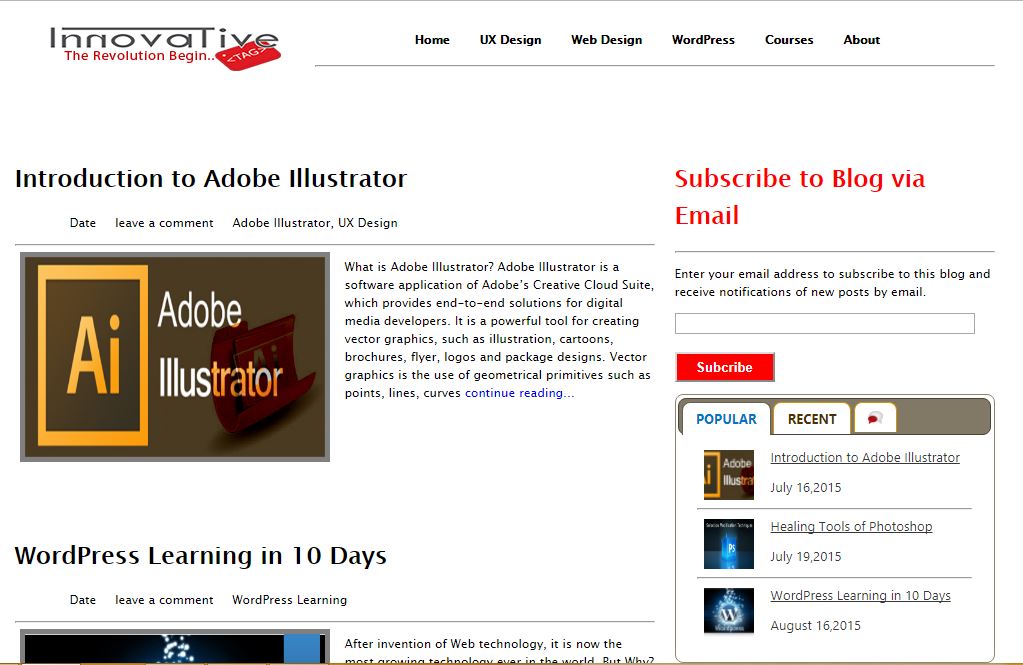 InnovaTive
The Revolution Begin..
<TAG>
Home UX Design Web Design WordPress Courses About
Introduction to Adobe Illustrator
Date leave a comment Adobe Illustrator, UX Design
Ai
Adobe
Illustrator
What is Adobe Illustrator? Adobe Illustrator is a
software application of Adobe’s Creative Cloud Suite,
which provides end-to-end solutions for digital
media developers. It is a powerful tool for creating
vector graphics, such as illustration, cartoons,
brochures, flyer, logos and package designs. Vector
graphics is the use of geometrical primitives such as
points, lines, curves continue reading...
WordPress Learning in 10 Days
Date leave a comment WordPress Learning
After invention of Web technology, it is now the
most growing technology ever in the world. But Why?
Subscribe to Blog via
Email
Enter your email address to subscribe to this blog and
receive notifications of new posts by email.
Subcribe
POPULAR RECENT
Adobe
Illustra
Introduction to Adobe Illustrator
July 16,2015
PS
Healing Tools of Photoshop
July 19,2015
Wordpress
WordPress Learning in 10 Days
August 16,2015